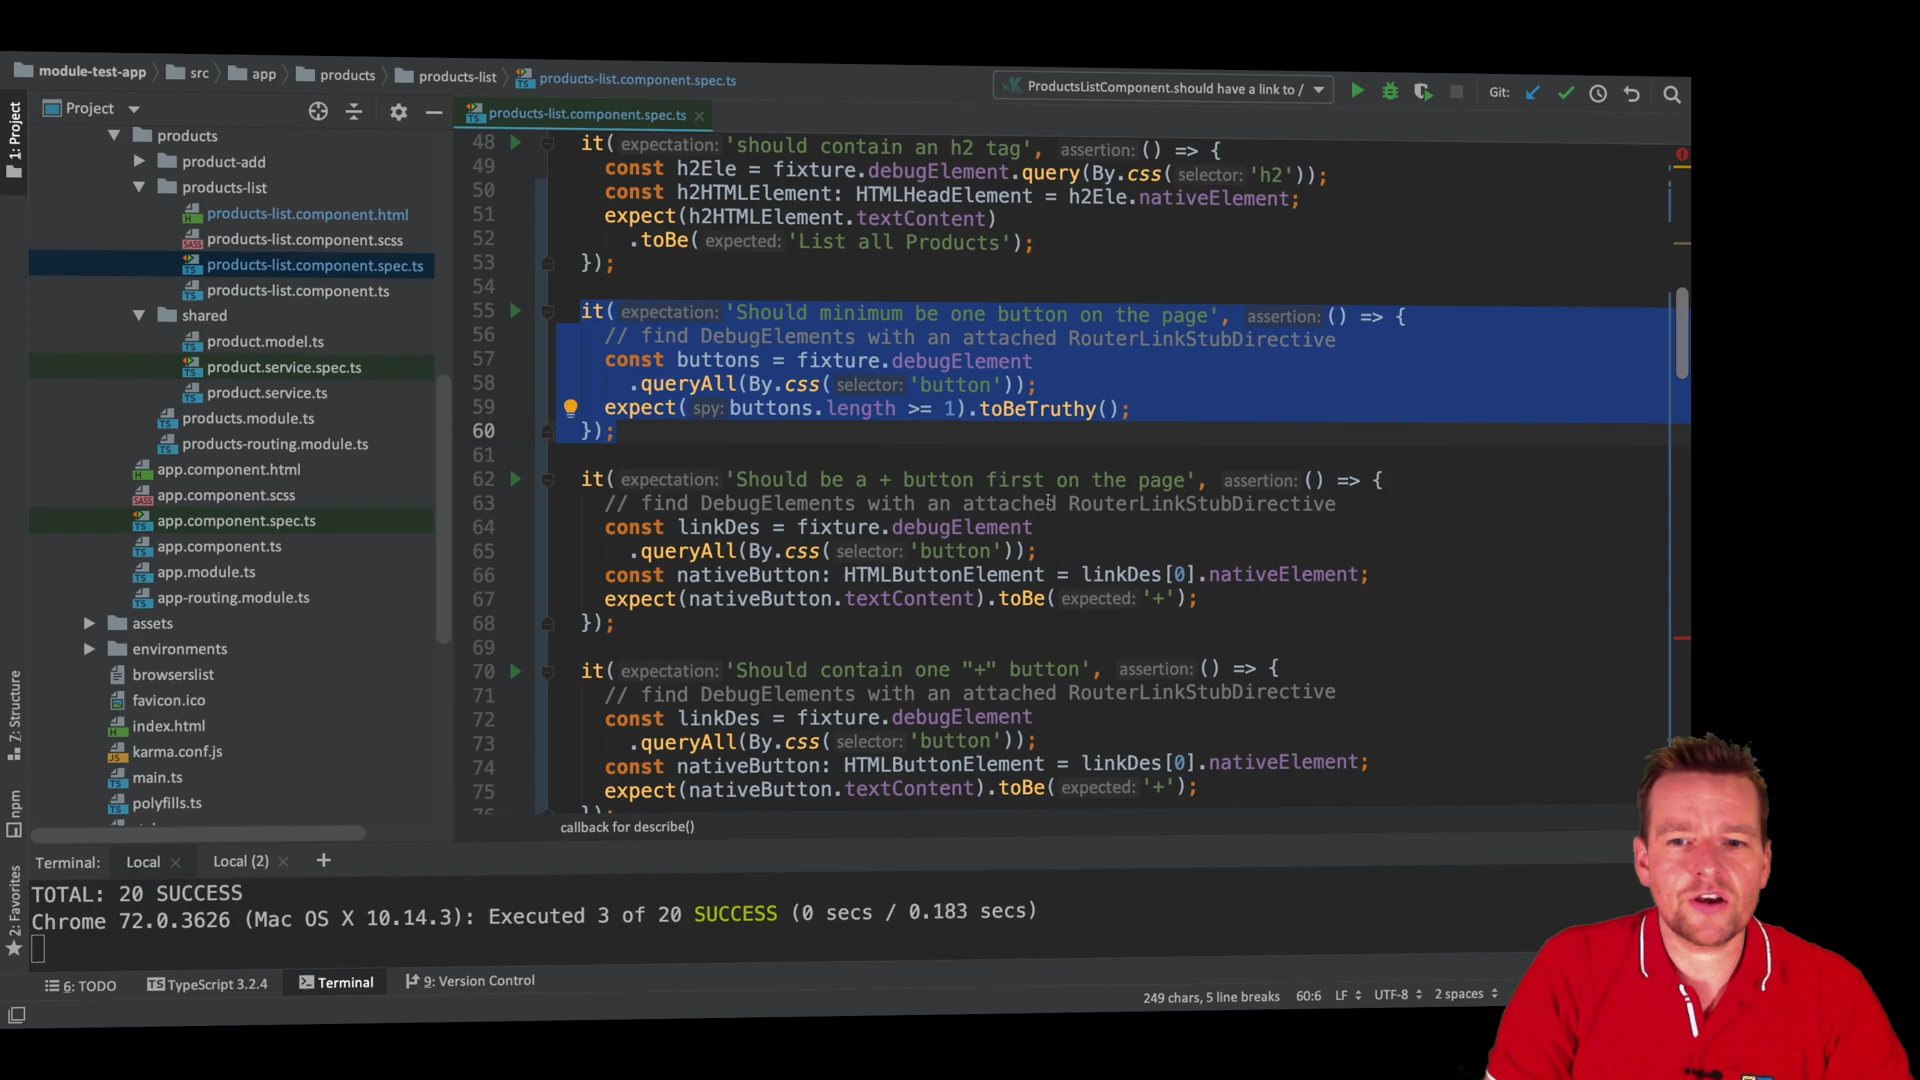 module-test-app src app products products-list products-list.component.spec.ts
ProductsListComponent.should have a link to /
Git:
1: Project
Project
products-list.component.spec.ts
products
product-add
products-list
products-list.component.html
products-list.component.scss
products-list.component.spec.ts
products-list.component.ts
shared
product.model.ts
product.service.spec.ts
product.service.ts
products.module.ts
products-routing.module.ts
app.component.html
app.component.scss
app.component.spec.ts
app.component.ts
app.module.ts
app-routing.module.ts
assets
environments
browserslist
favicon.ico
index.html
karma.conf.js
main.ts
polyfills.ts
48 it( expectation: 'should contain an h2 tag', assertion: () => {
49 const h2Ele = fixture.debugElement.query(By.css( selector: 'h2'));
50 const h2HTMLElement: HTMLHeadElement = h2Ele.nativeElement;
51 expect(h2HTMLElement.textContent)
52 .toBe( expected: 'List all Products');
53 });
54
55 it( expectation: 'Should minimum be one button on the page', assertion: () => {
56 // find DebugElements with an attached RouterLinkStubDirective
57 const buttons = fixture.debugElement
58 .queryAll(By.css( selector: 'button'));
59 expect( spy: buttons.length >= 1).toBeTruthy();
60 });
61
62 it( expectation: 'Should be a + button first on the page', assertion: () => {
63 // find DebugElements with an attached RouterLinkStubDirective
64 const linkDes = fixture.debugElement
65 .queryAll(By.css( selector: 'button'));
66 const nativeButton: HTMLButtonElement = linkDes[0].nativeElement;
67 expect(nativeButton.textContent).toBe( expected: '+');
68 });
69
70 it( expectation: 'Should contain one "+" button', assertion: () => {
71 // find DebugElements with an attached RouterLinkStubDirective
72 const linkDes = fixture.debugElement
73 .queryAll(By.css( selector: 'button'));
74 const nativeButton: HTMLButtonElement = linkDes[0].nativeElement;
75 expect(nativeButton.textContent).toBe( expected: '+');
callback for describe()
Z: Structure
npm
2: Favorites
Terminal: Local Local (2)
TOTAL: 20 SUCCESS
Chrome 72.0.3626 (Mac OS X 10.14.3): Executed 3 of 20 SUCCESS (0 secs / 0.183 secs)
6: TODO TypeScript 3.2.4 Terminal 9: Version Control
249 chars, 5 line breaks 60:6 LF UTF-8 2 spaces